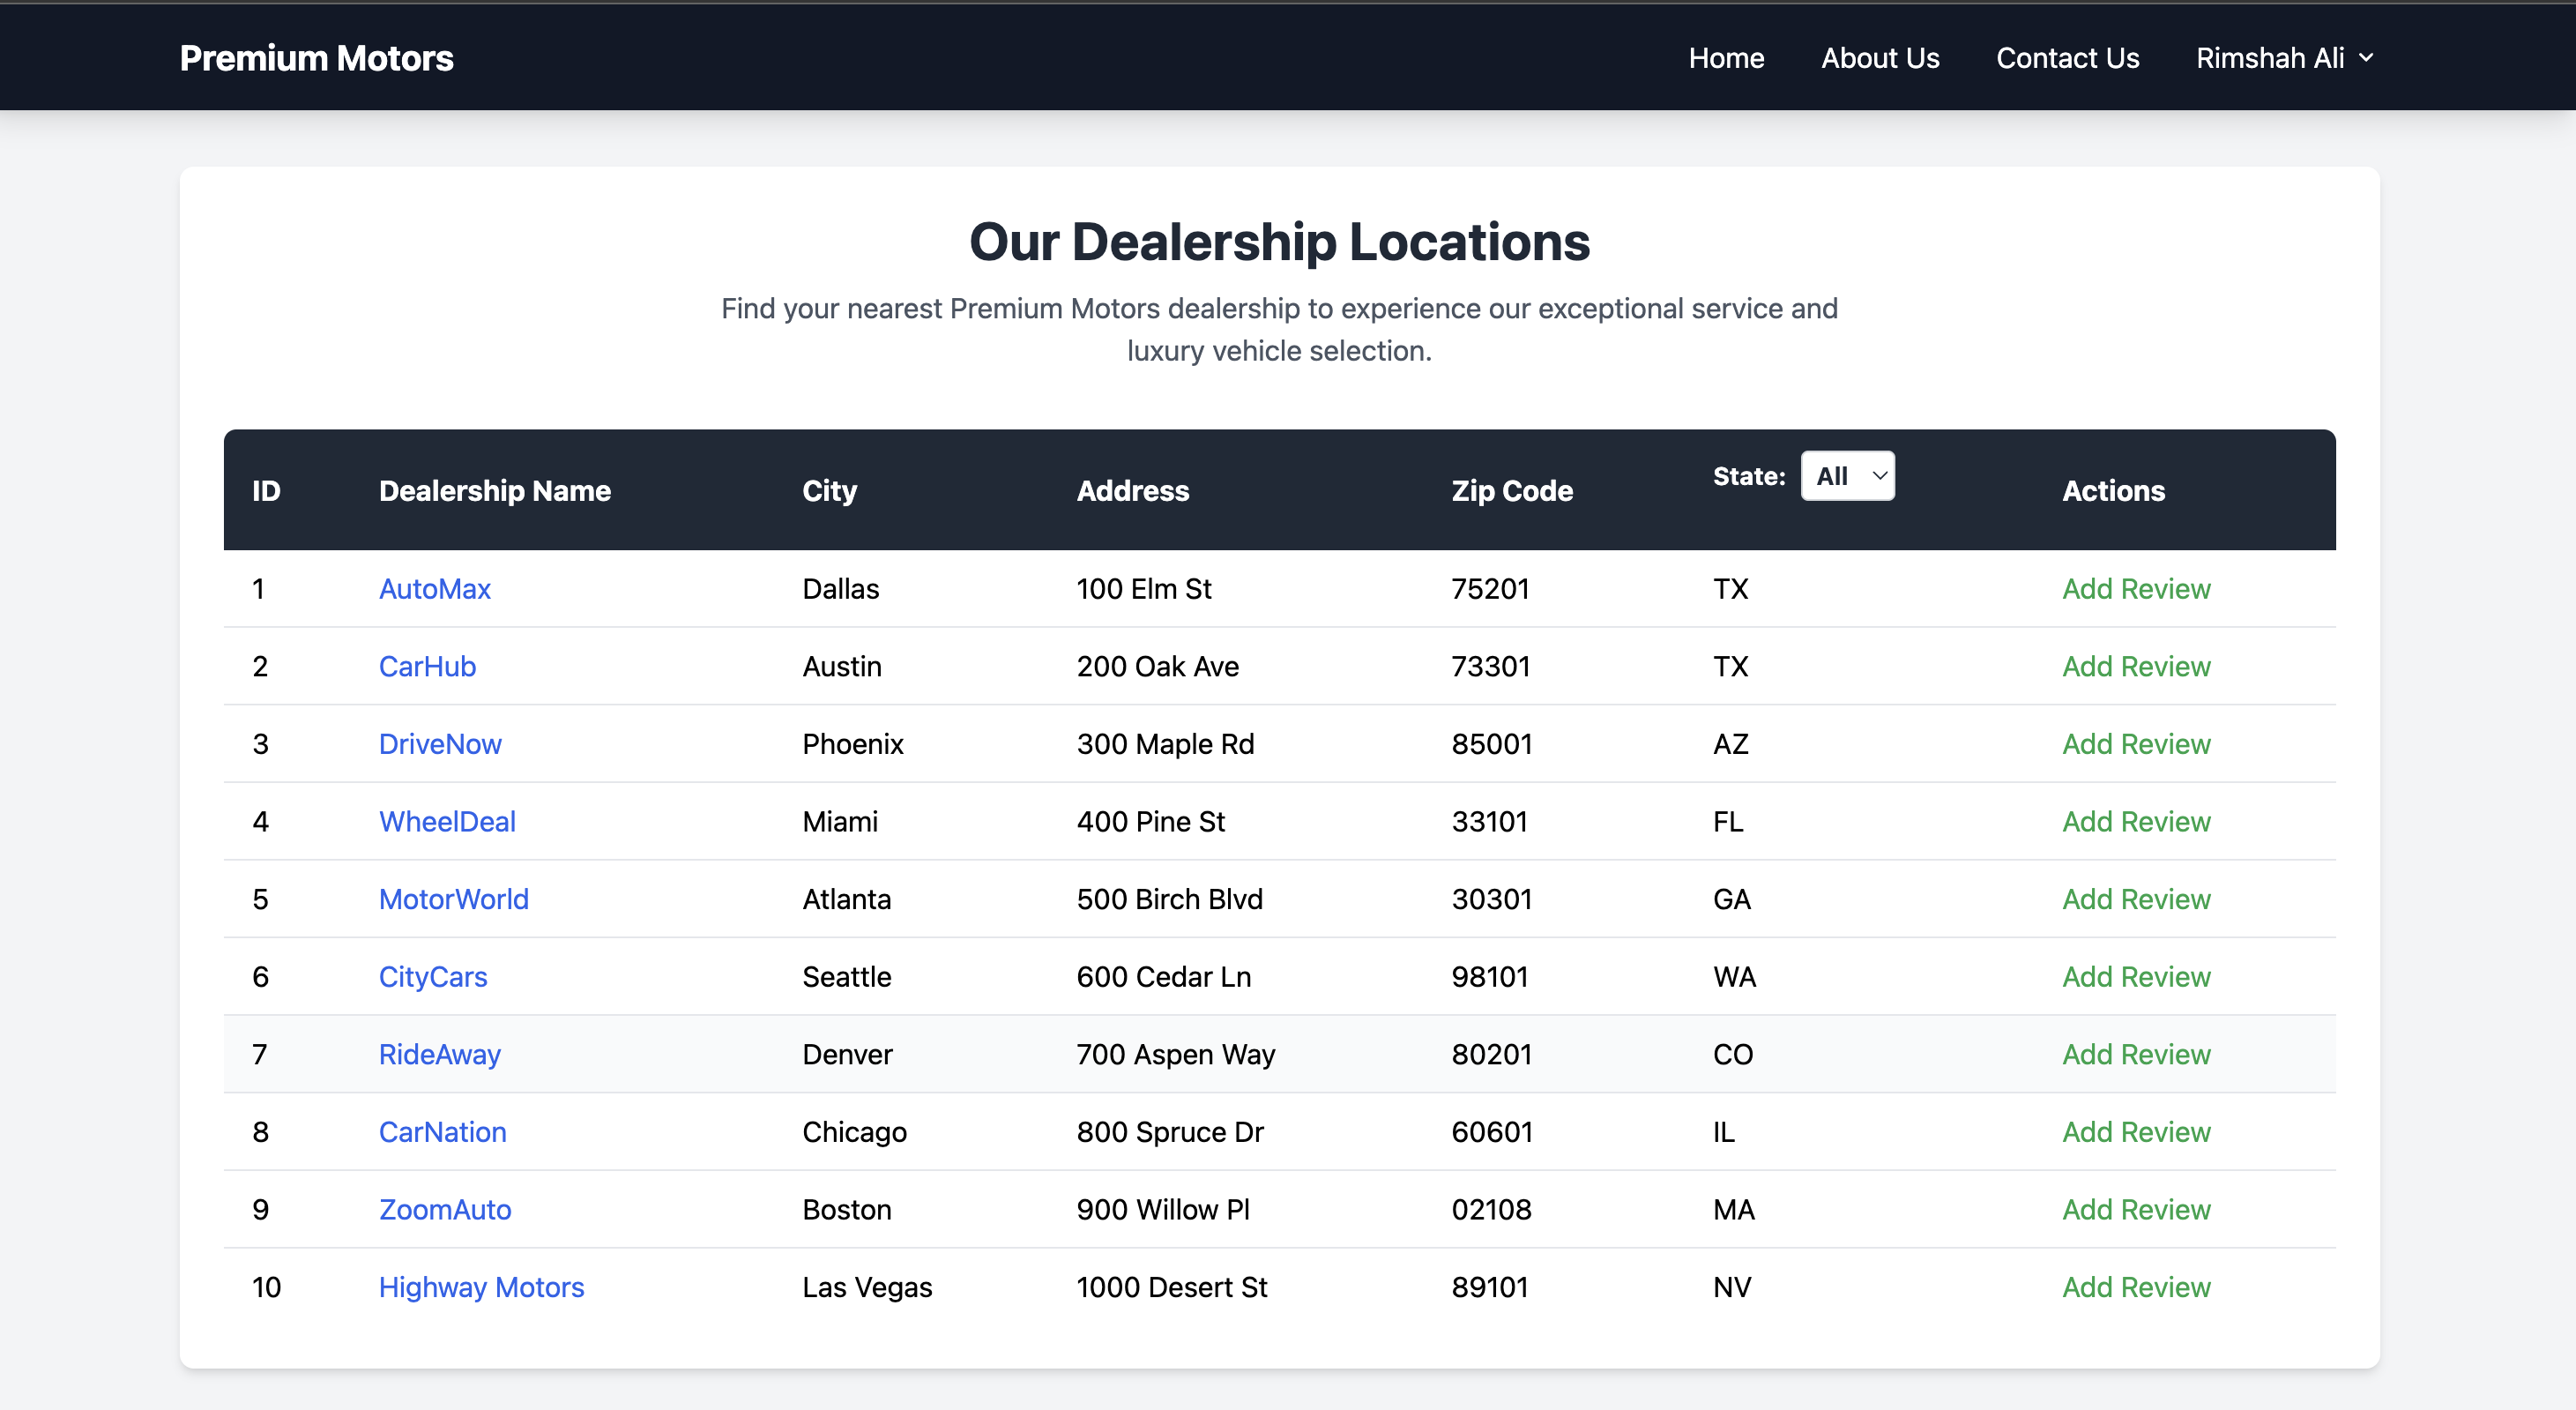 Premium Motors Home About Us Contact Us Rimshah Ali
Our Dealership Locations
Find your nearest Premium Motors dealership to experience our exceptional service and
luxury vehicle selection.
ID Dealership Name City Address Zip Code State: All Actions
1 AutoMax Dallas 100 Elm St 75201 TX Add Review
2 CarHub Austin 200 Oak Ave 73301 TX Add Review
3 DriveNow Phoenix 300 Maple Rd 85001 AZ Add Review
4 WheelDeal Miami 400 Pine St 33101 FL Add Review
5 MotorWorld Atlanta 500 Birch Blvd 30301 GA Add Review
6 CityCars Seattle 600 Cedar Ln 98101 WA Add Review
7 RideAway Denver 700 Aspen Way 80201 CO Add Review
8 CarNation Chicago 800 Spruce Dr 60601 IL Add Review
9 ZoomAuto Boston 900 Willow Pl 02108 MA Add Review
10 Highway Motors Las Vegas 1000 Desert St 89101 NV Add Review